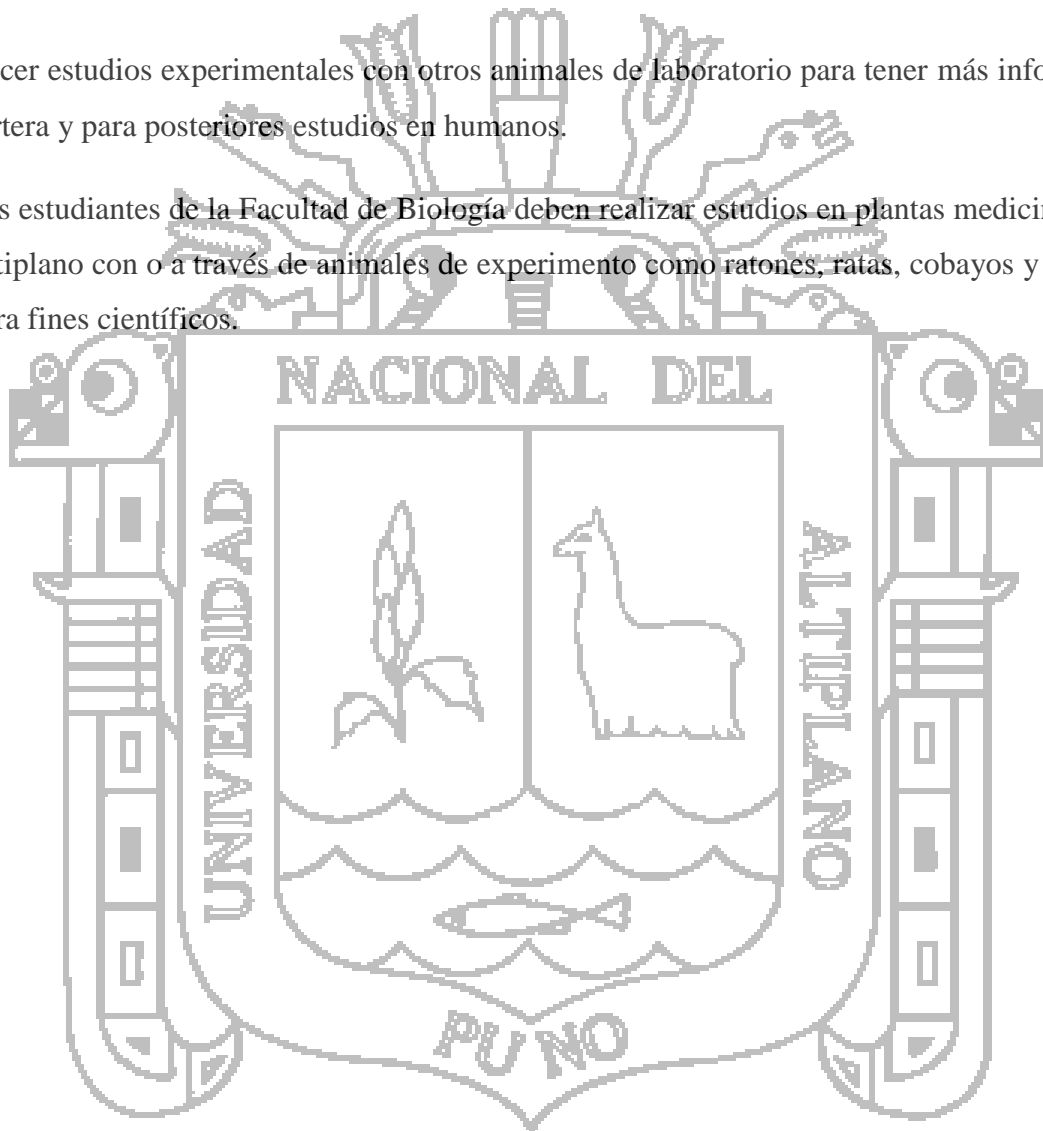 cer estudios experimentales con otros animales de laboratorio para tener más info
rtera y para posteriores estudios en humanos.
s estudiantes de la Facultad de Biología deben realizar estudios en plantas medici
tiplano con o a través de animales de experimento como ratones, ratas, cobayos y
ra fines científicos.
NACIONAL DEL
UNIVERSIDAD
ALTIPLANO
PUNO